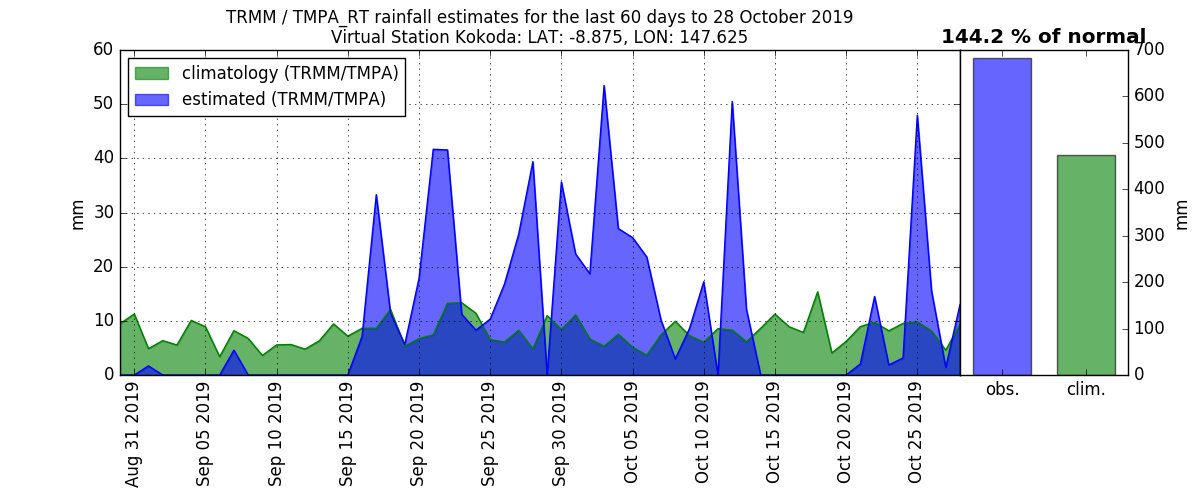 TRMM / TMPA_RT rainfall estimates for the last 60 days to 28 October 2019
Virtual Station Kokoda: LAT: -8.875, LON: 147.625
144.2 % of normal
climatology (TRMM/TMPA)
estimated (TRMM/TMPA)
mm
60
50
40
30
20
10
0
Aug 31 2019
Sep 05 2019
Sep 10 2019
Sep 15 2019
Sep 20 2019
Sep 25 2019
Sep 30 2019
Oct 05 2019
Oct 10 2019
Oct 15 2019
Oct 20 2019
Oct 25 2019
obs.
clim.
700
600
500
400
300
200
100
0
mm